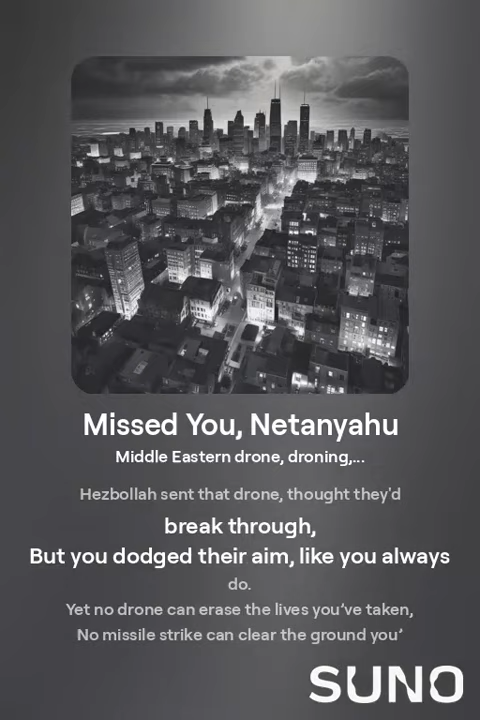 Missed You, Netanyahu
Middle Eastern drone, droning,...
Hezbollah sent that drone, thought they'd
break through,
But you dodged their aim, like you always
do.
Yet no drone can erase the lives you've taken,
No missile strike can clear the ground you'
SUNO